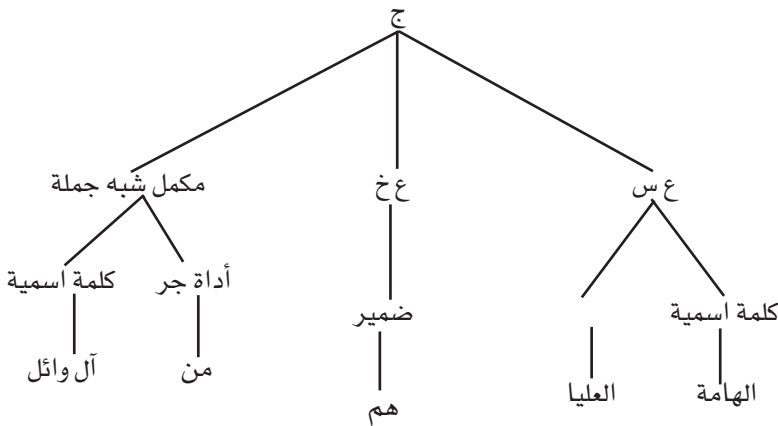 ج
ع س
ع خ
مكمل شبه جملة
كلمة اسمية
ضمير
أداة جر
كلمة اسمية
الهامة
العليا
هم
من
آل وائل